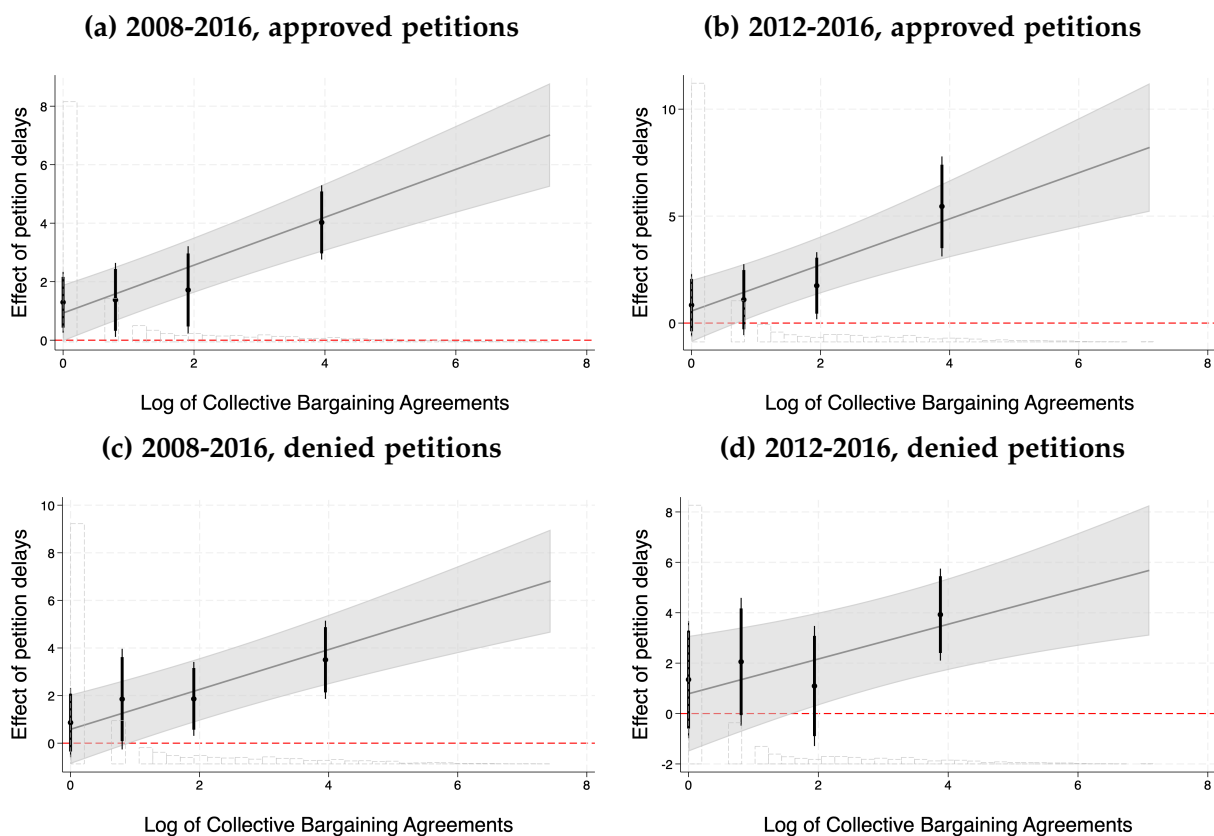 (a) 2008-2016, approved petitions
(b) 2012-2016, approved petitions
Effect of petition delays
8
6
4
2
0
0 2 4 6 8
Log of Collective Bargaining Agreements
Effect of petition delays
10
5
0
0 2 4 6 8
Log of Collective Bargaining Agreements
(c) 2008-2016, denied petitions
(d) 2012-2016, denied petitions
Effect of petition delays
10
8
6
4
2
0
0 2 4 6 8
Log of Collective Bargaining Agreements
Effect of petition delays
8
6
4
2
0
-2
0 2 4 6 8
Log of Collective Bargaining Agreements